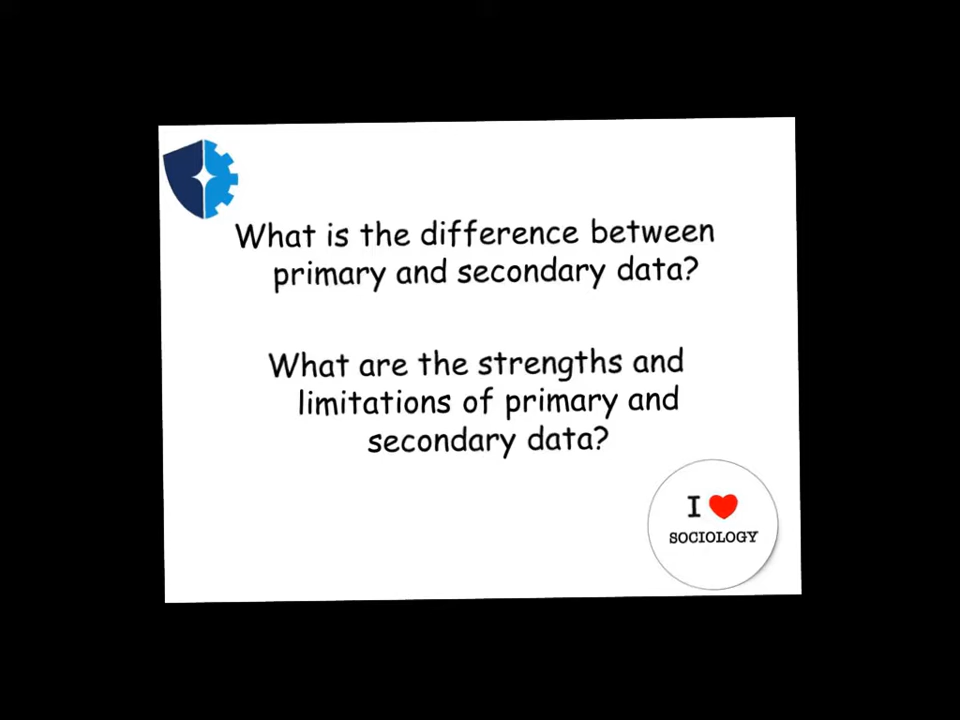 What is the difference between
primary and secondary data?
What are the strengths and
limitations of primary and
secondary data?
I ❤
SOCIOLOGY